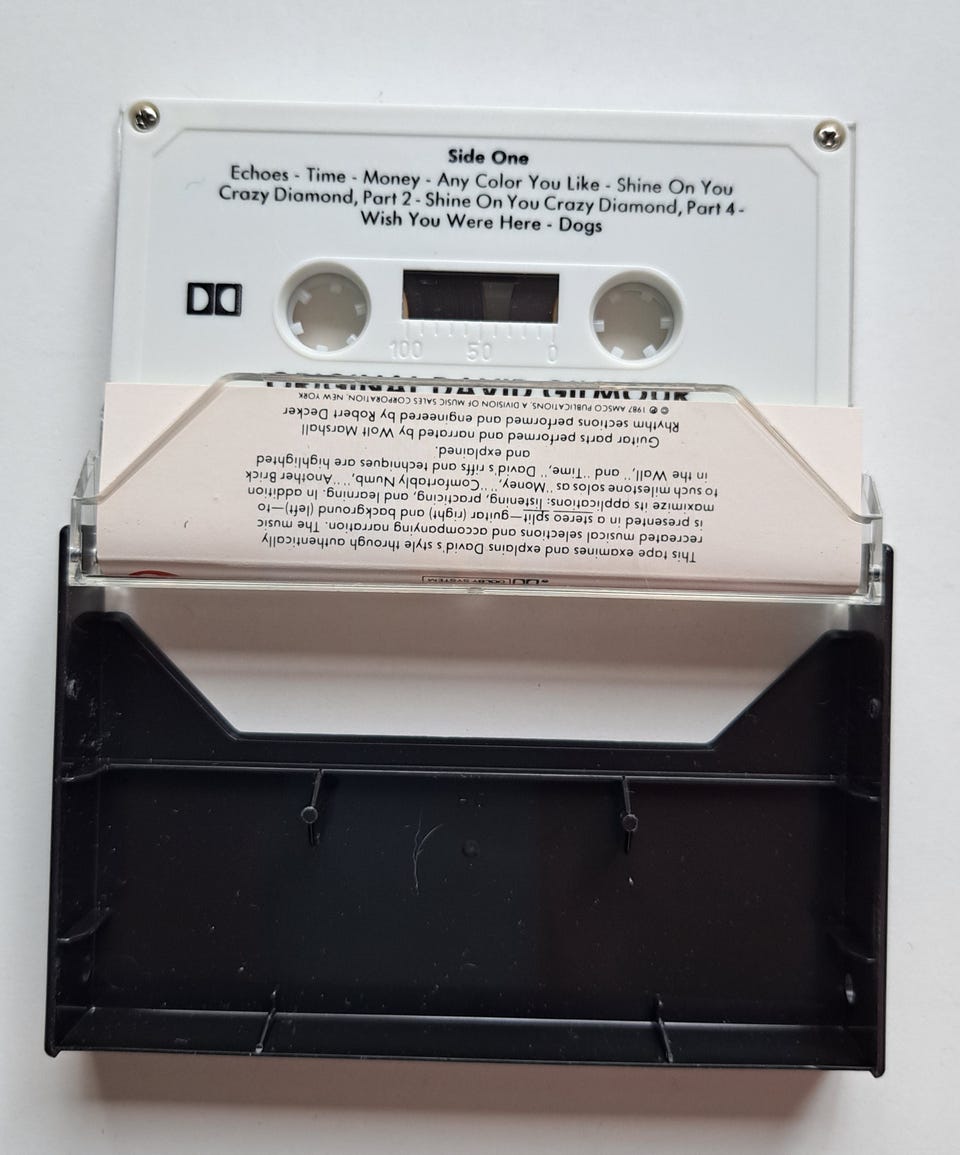 Side One
Echoes - Time - Money - Any Color You Like - Shine On You
Crazy Diamond, Part 2 - Shine On You Crazy Diamond, Part 4 -
Wish You Were Here - Dogs
100 50 0
ORIGINAL DAVID GILMOUR
DOLBY SYSTEM
This tape examines and explains David's style through authentically
recreated musical selections and accompanying narration. The music
is presented in a stereo split—guitar (right) and background (left)—to
maximize its applications: listening, practicing, and learning. In addition
to such milestone solos as "Money," "Comfortably Numb," "Another Brick
in the Wall," and "Time," David's riffs and techniques are highlighted
and explained.
Guitar parts performed and narrated by Wolf Marshall
Rhythm sections performed and engineered by Robert Decker
© ℗ 1987 AMSCO PUBLICATIONS, A DIVISION OF MUSIC SALES CORPORATION, NEW YORK